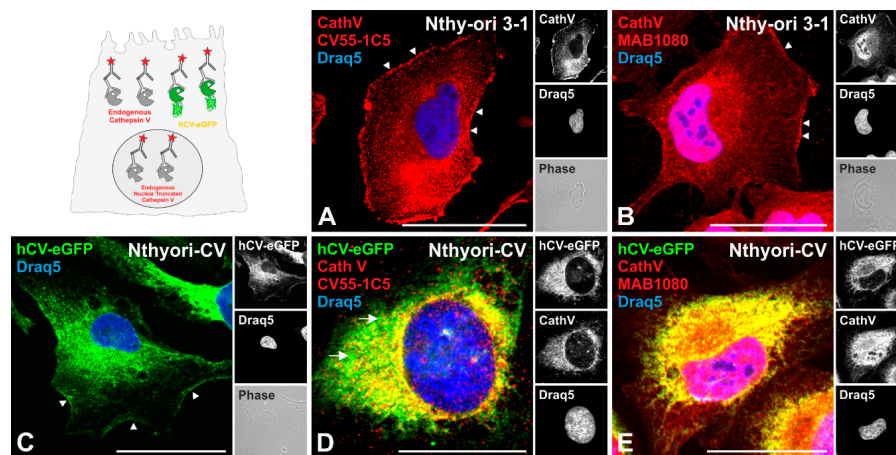 Endogenous
Cathepsin V
hCV-eGFP
Endogenous
Nuclear Truncated
Cathepsin V
CathV
CV55-1C5
Draq5
Nthy-ori 3-1
A
CathV
Draq5
Phase
CathV
MAB1080
Draq5
Nthy-ori 3-1
B
CathV
Draq5
Phase
hCV-eGFP
Draq5
Nthyori-CV
C
hCV-eGFP
Draq5
Phase
hCV-eGFP
Cath V
CV55-1C5
Draq5
Nthyori-CV
D
hCV-eGFP
CathV
Draq5
hCV-eGFP
CathV
MAB1080
Draq5
Nthyori-CV
E
hCV-eGFP
CathV
Draq5